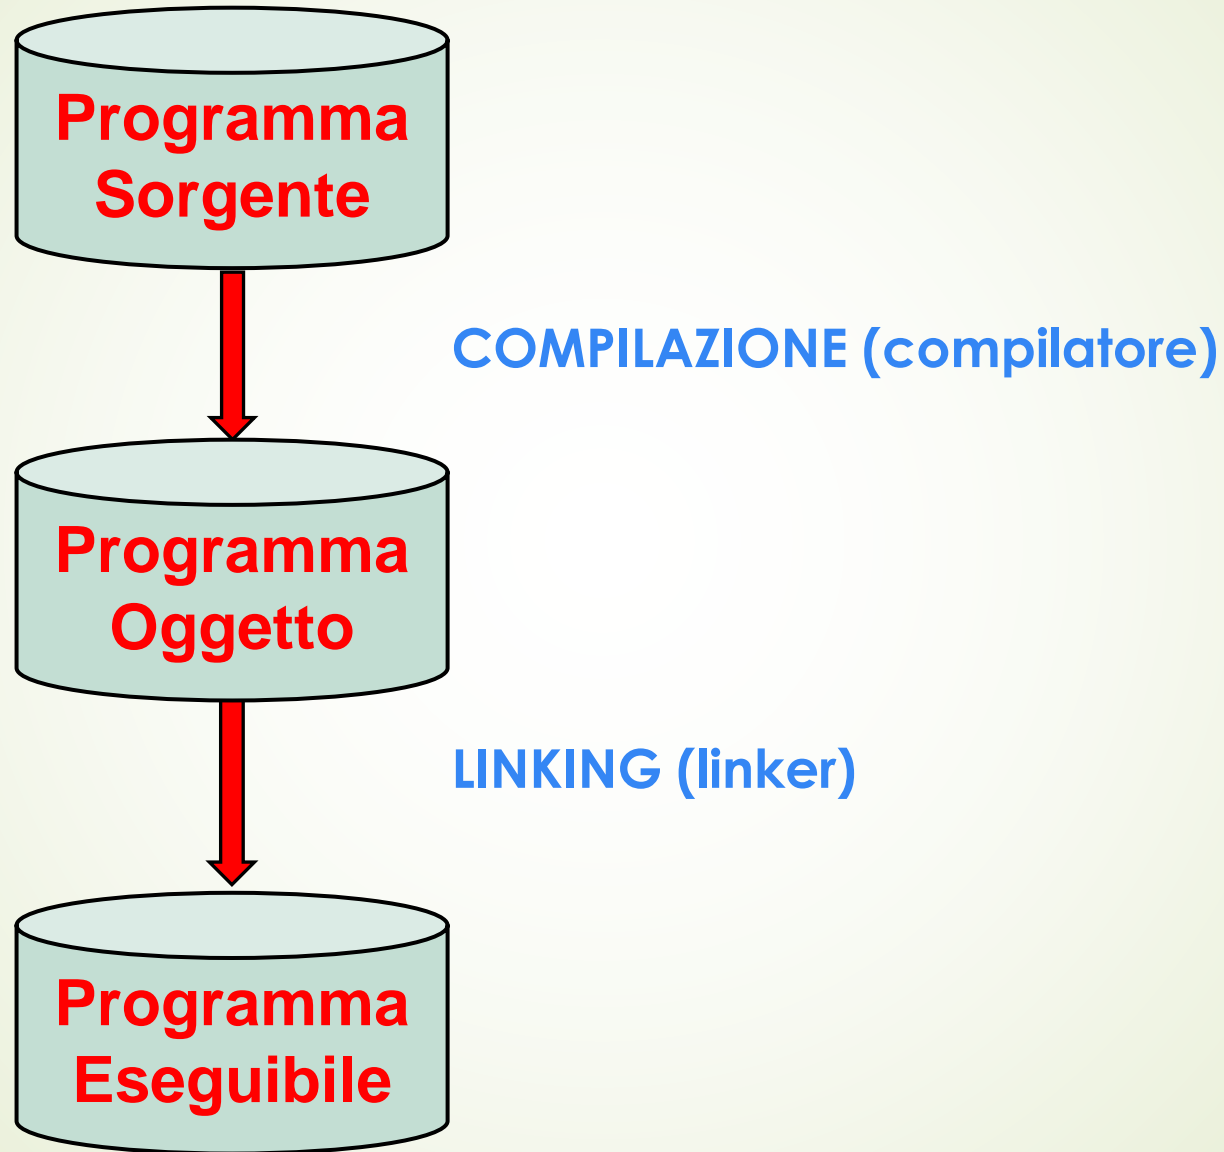 Programma
Sorgente
COMPILAZIONE (compilatore)
Programma
Oggetto
LINKING (linker)
Programma
Eseguibile